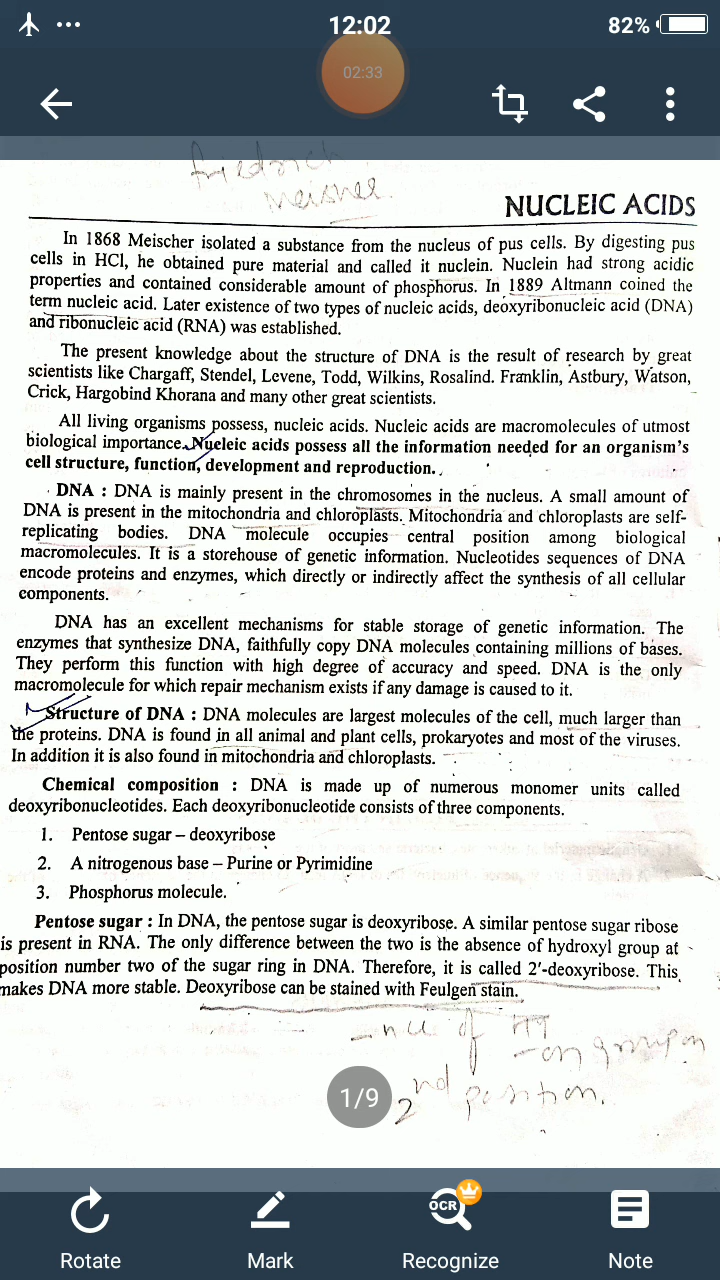 12:02
82%
02:33
friedrich
Meisher.
NUCLEIC ACIDS
In 1868 Meischer isolated a substance from the nucleus of pus cells. By digesting pus
cells in HCl, he obtained pure material and called it nuclein. Nuclein had strong acidic
properties and contained considerable amount of phosphorus. In 1889 Altmann coined the
term nucleic acid. Later existence of two types of nucleic acids, deoxyribonucleic acid (DNA)
and ribonucleic acid (RNA) was established.
The present knowledge about the structure of DNA is the result of research by great
scientists like Chargaff, Stendel, Levene, Todd, Wilkins, Rosalind. Franklin, Astbury, Watson,
Crick, Hargobind Khorana and many other great scientists.
All living organisms possess, nucleic acids. Nucleic acids are macromolecules of utmost
biological importance. Nucleic acids possess all the information needed for an organism's
cell structure, function, development and reproduction.
DNA : DNA is mainly present in the chromosomes in the nucleus. A small amount of
DNA is present in the mitochondria and chloroplasts. Mitochondria and chloroplasts are self-
replicating bodies. DNA molecule occupies central position among biological
macromolecules. It is a storehouse of genetic information. Nucleotides sequences of DNA
encode proteins and enzymes, which directly or indirectly affect the synthesis of all cellular
components.
DNA has an excellent mechanisms for stable storage of genetic information. The
enzymes that synthesize DNA, faithfully copy DNA molecules containing millions of bases.
They perform this function with high degree of accuracy and speed. DNA is the only
macromolecule for which repair mechanism exists if any damage is caused to it.
Structure of DNA : DNA molecules are largest molecules of the cell, much larger than
the proteins. DNA is found in all animal and plant cells, prokaryotes and most of the viruses.
In addition it is also found in mitochondria and chloroplasts.
Chemical composition : DNA is made up of numerous monomer units called
deoxyribonucleotides. Each deoxyribonucleotide consists of three components.
1. Pentose sugar – deoxyribose
2. A nitrogenous base – Purine or Pyrimidine
3. Phosphorus molecule.
Pentose sugar : In DNA, the pentose sugar is deoxyribose. A similar pentose sugar ribose
is present in RNA. The only difference between the two is the absence of hydroxyl group at
position number two of the sugar ring in DNA. Therefore, it is called 2'-deoxyribose. This
makes DNA more stable. Deoxyribose can be stained with Feulgen stain.
-nce of
-on group on
2nd position.
1/9
OCR
Rotate Mark Recognize Note